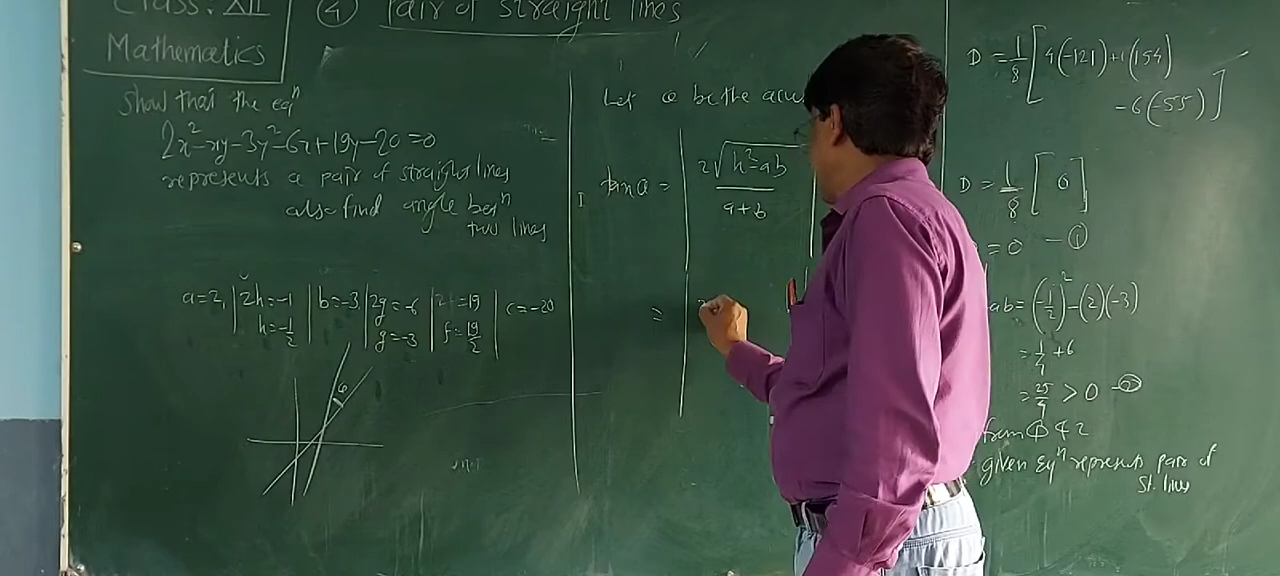 Class: XII
④ Pair of straight lines
Mathematics
Show that the eqⁿ
2x²-xy-3y²-6x+19y-20=0
represents a pair of straight lines
also find angle betⁿ
two lines
a=2, | 2h=-1 | b=-3 | 2g=-6 | 2f=19 | c=-20
h=-1/2 | g=-3 | f=19/2
Let θ be the acu
tan θ = | 2√h²-ab / a+b
=
D = 1/8 [ 4(-121)+1(154)
-6(-55) ]
D = 1/8 [ 0 ]
=0 -①
ab= (-1/2)²-(2)(-3)
= 1/4 +6
= 25/4 > 0 -②
from ① & 2
given Eqⁿ represents pair of
st. lines